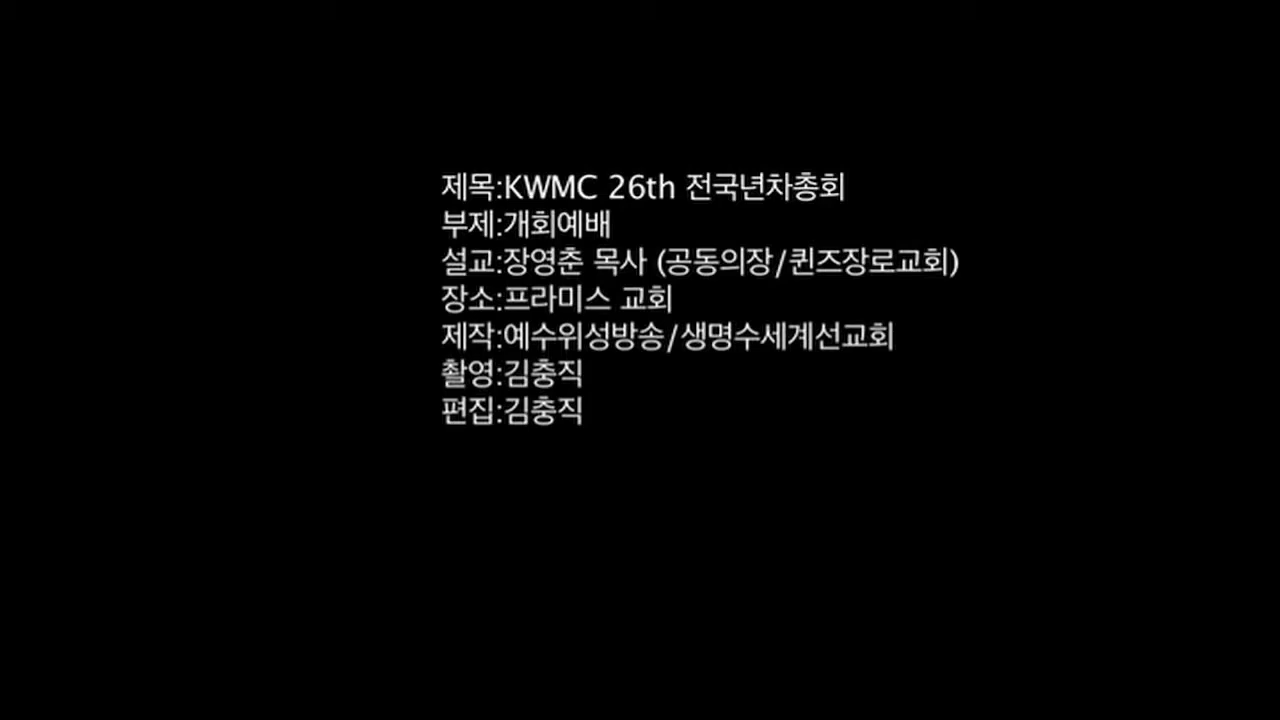 제목:KWMC 26th 전국년차총회
부제:개회예배
설교:장영춘 목사 (공동의장/퀸즈장로교회)
장소:프라미스 교회
제작:예수위성방송/생명수세계선교회
촬영:김충직
편집:김충직